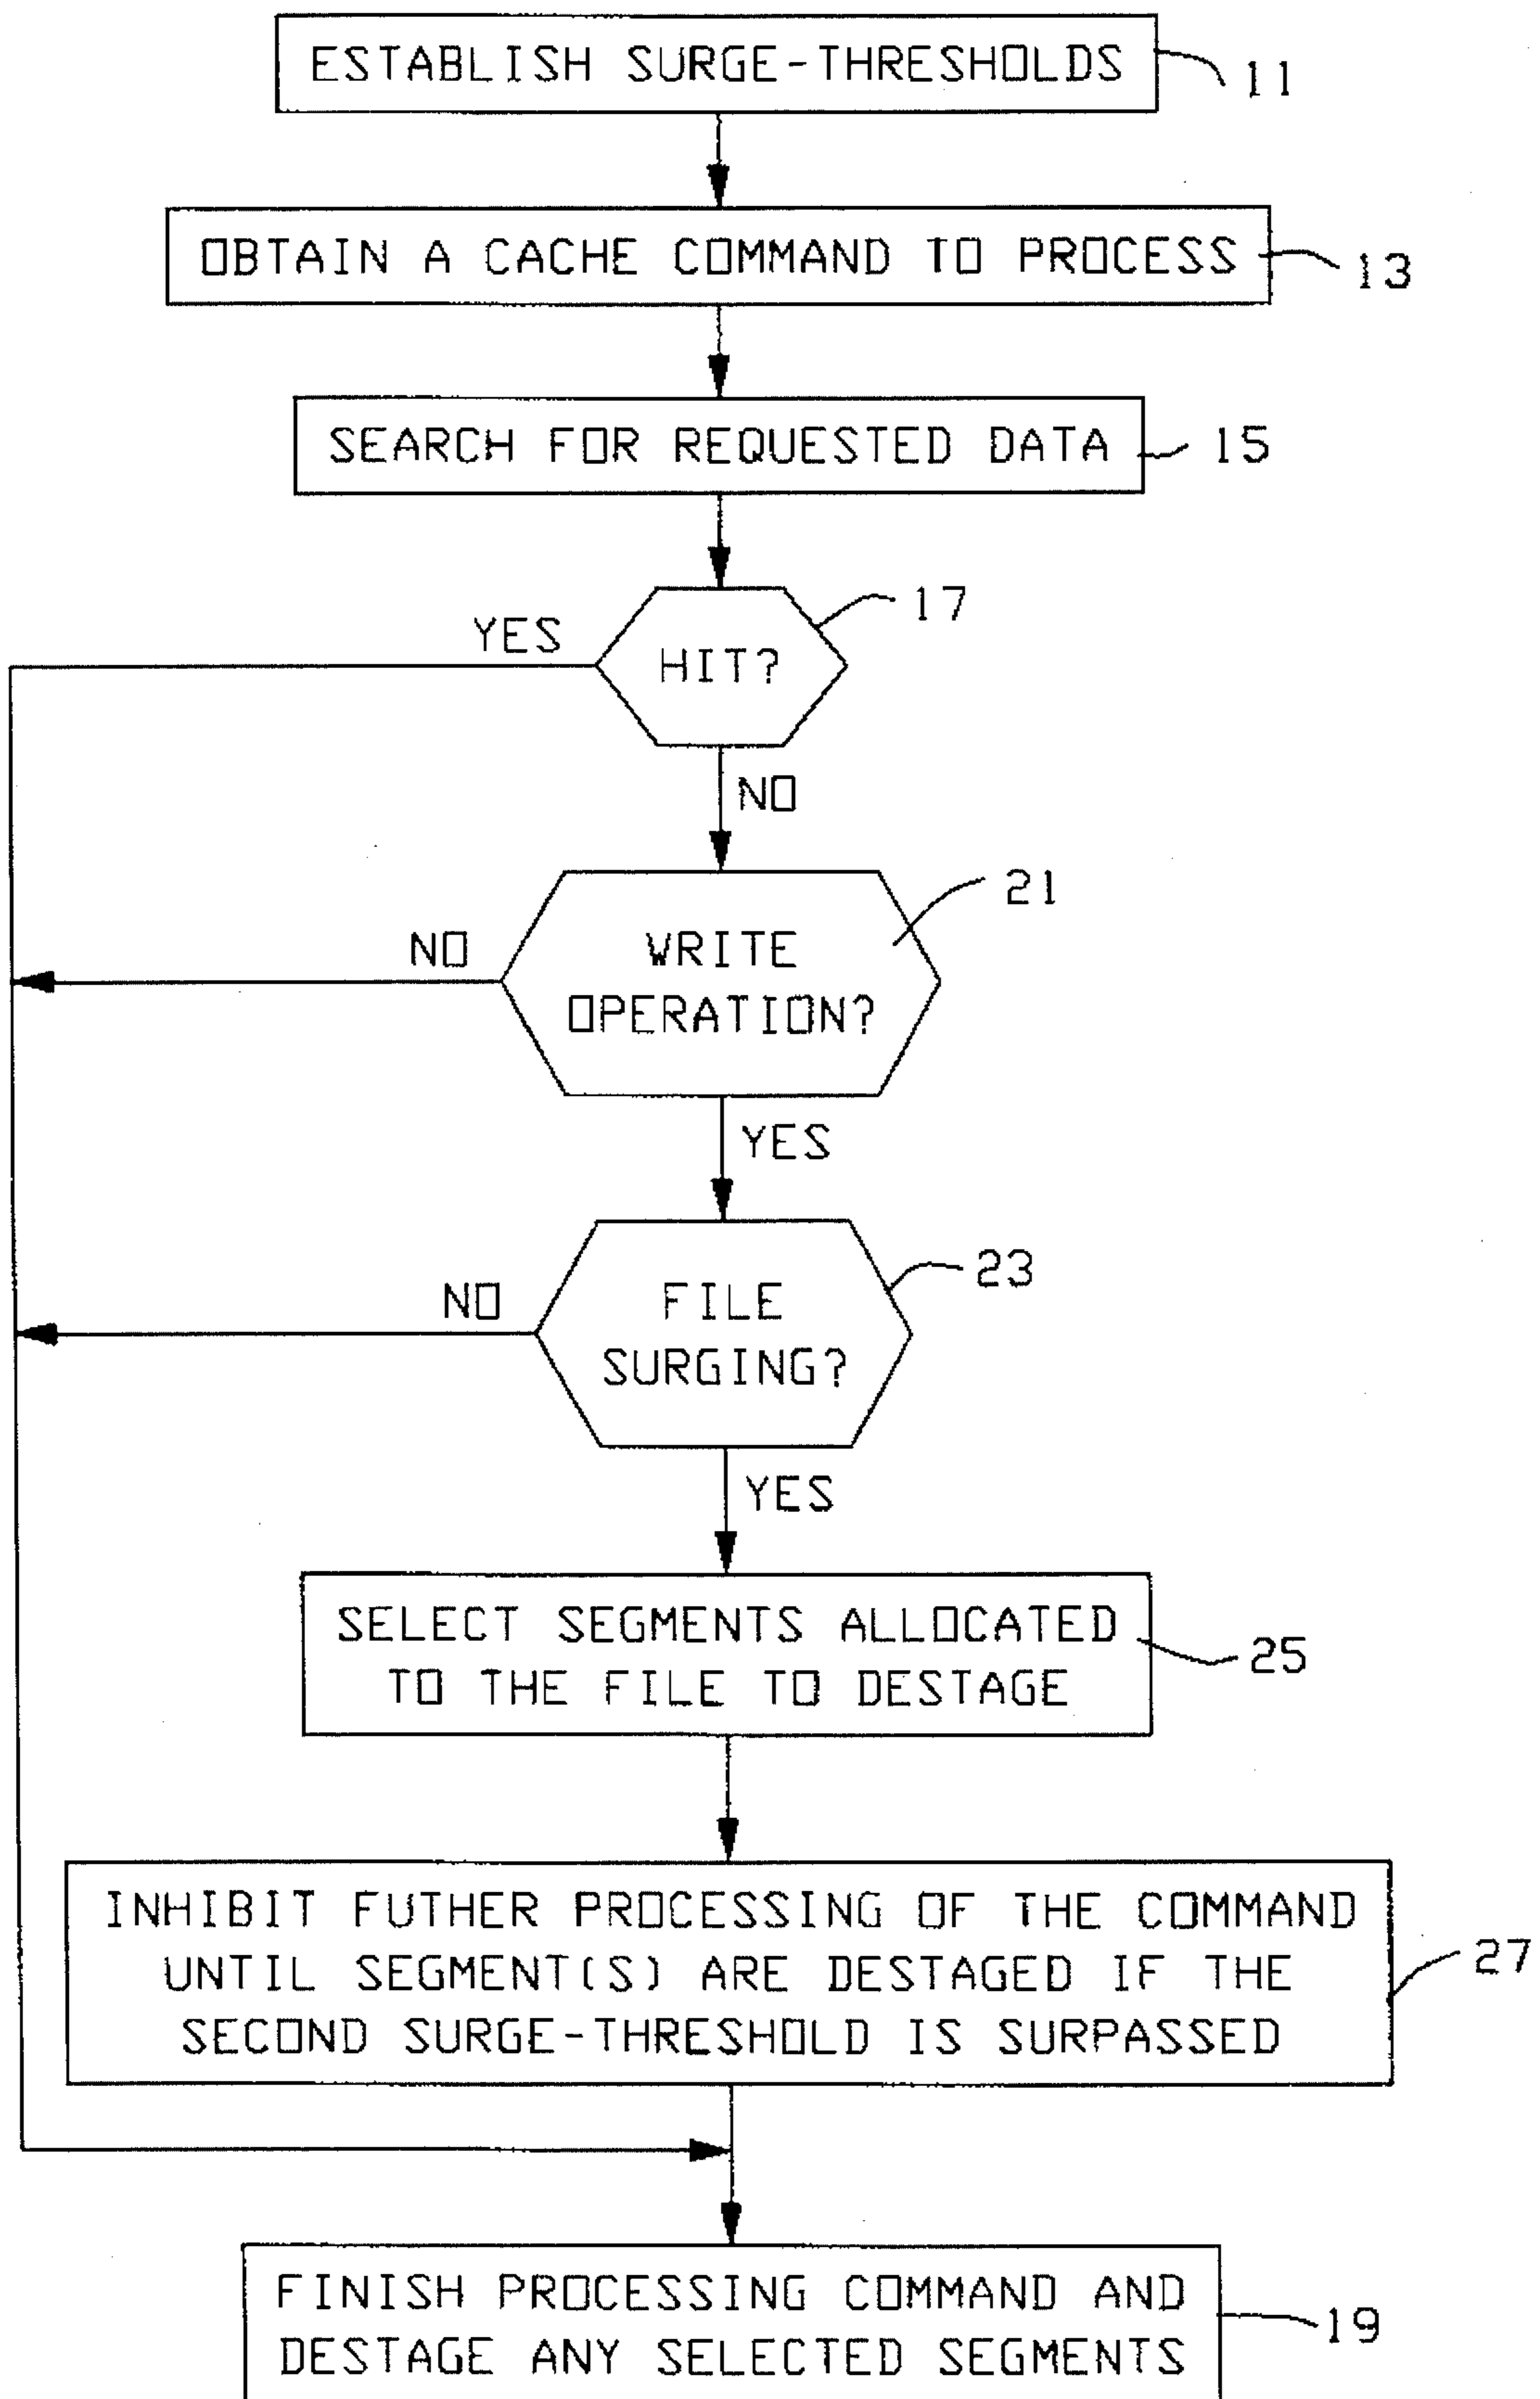 ESTABLISH SURGE-THRESHOLDS
11
OBTAIN A CACHE COMMAND TO PROCESS
13
SEARCH FOR REQUESTED DATA
15
17
YES
HIT?
NO
21
NO
WRITE
OPERATION?
YES
23
NO
FILE
SURGING?
YES
SELECT SEGMENTS ALLOCATED
TO THE FILE TO DESTAGE
25
INHIBIT FUTHER PROCESSING OF THE COMMAND
UNTIL SEGMENT(S) ARE DESTAGED IF THE
SECOND SURGE-THRESHOLD IS SURPASSED
27
FINISH PROCESSING COMMAND AND
DESTAGE ANY SELECTED SEGMENTS
19